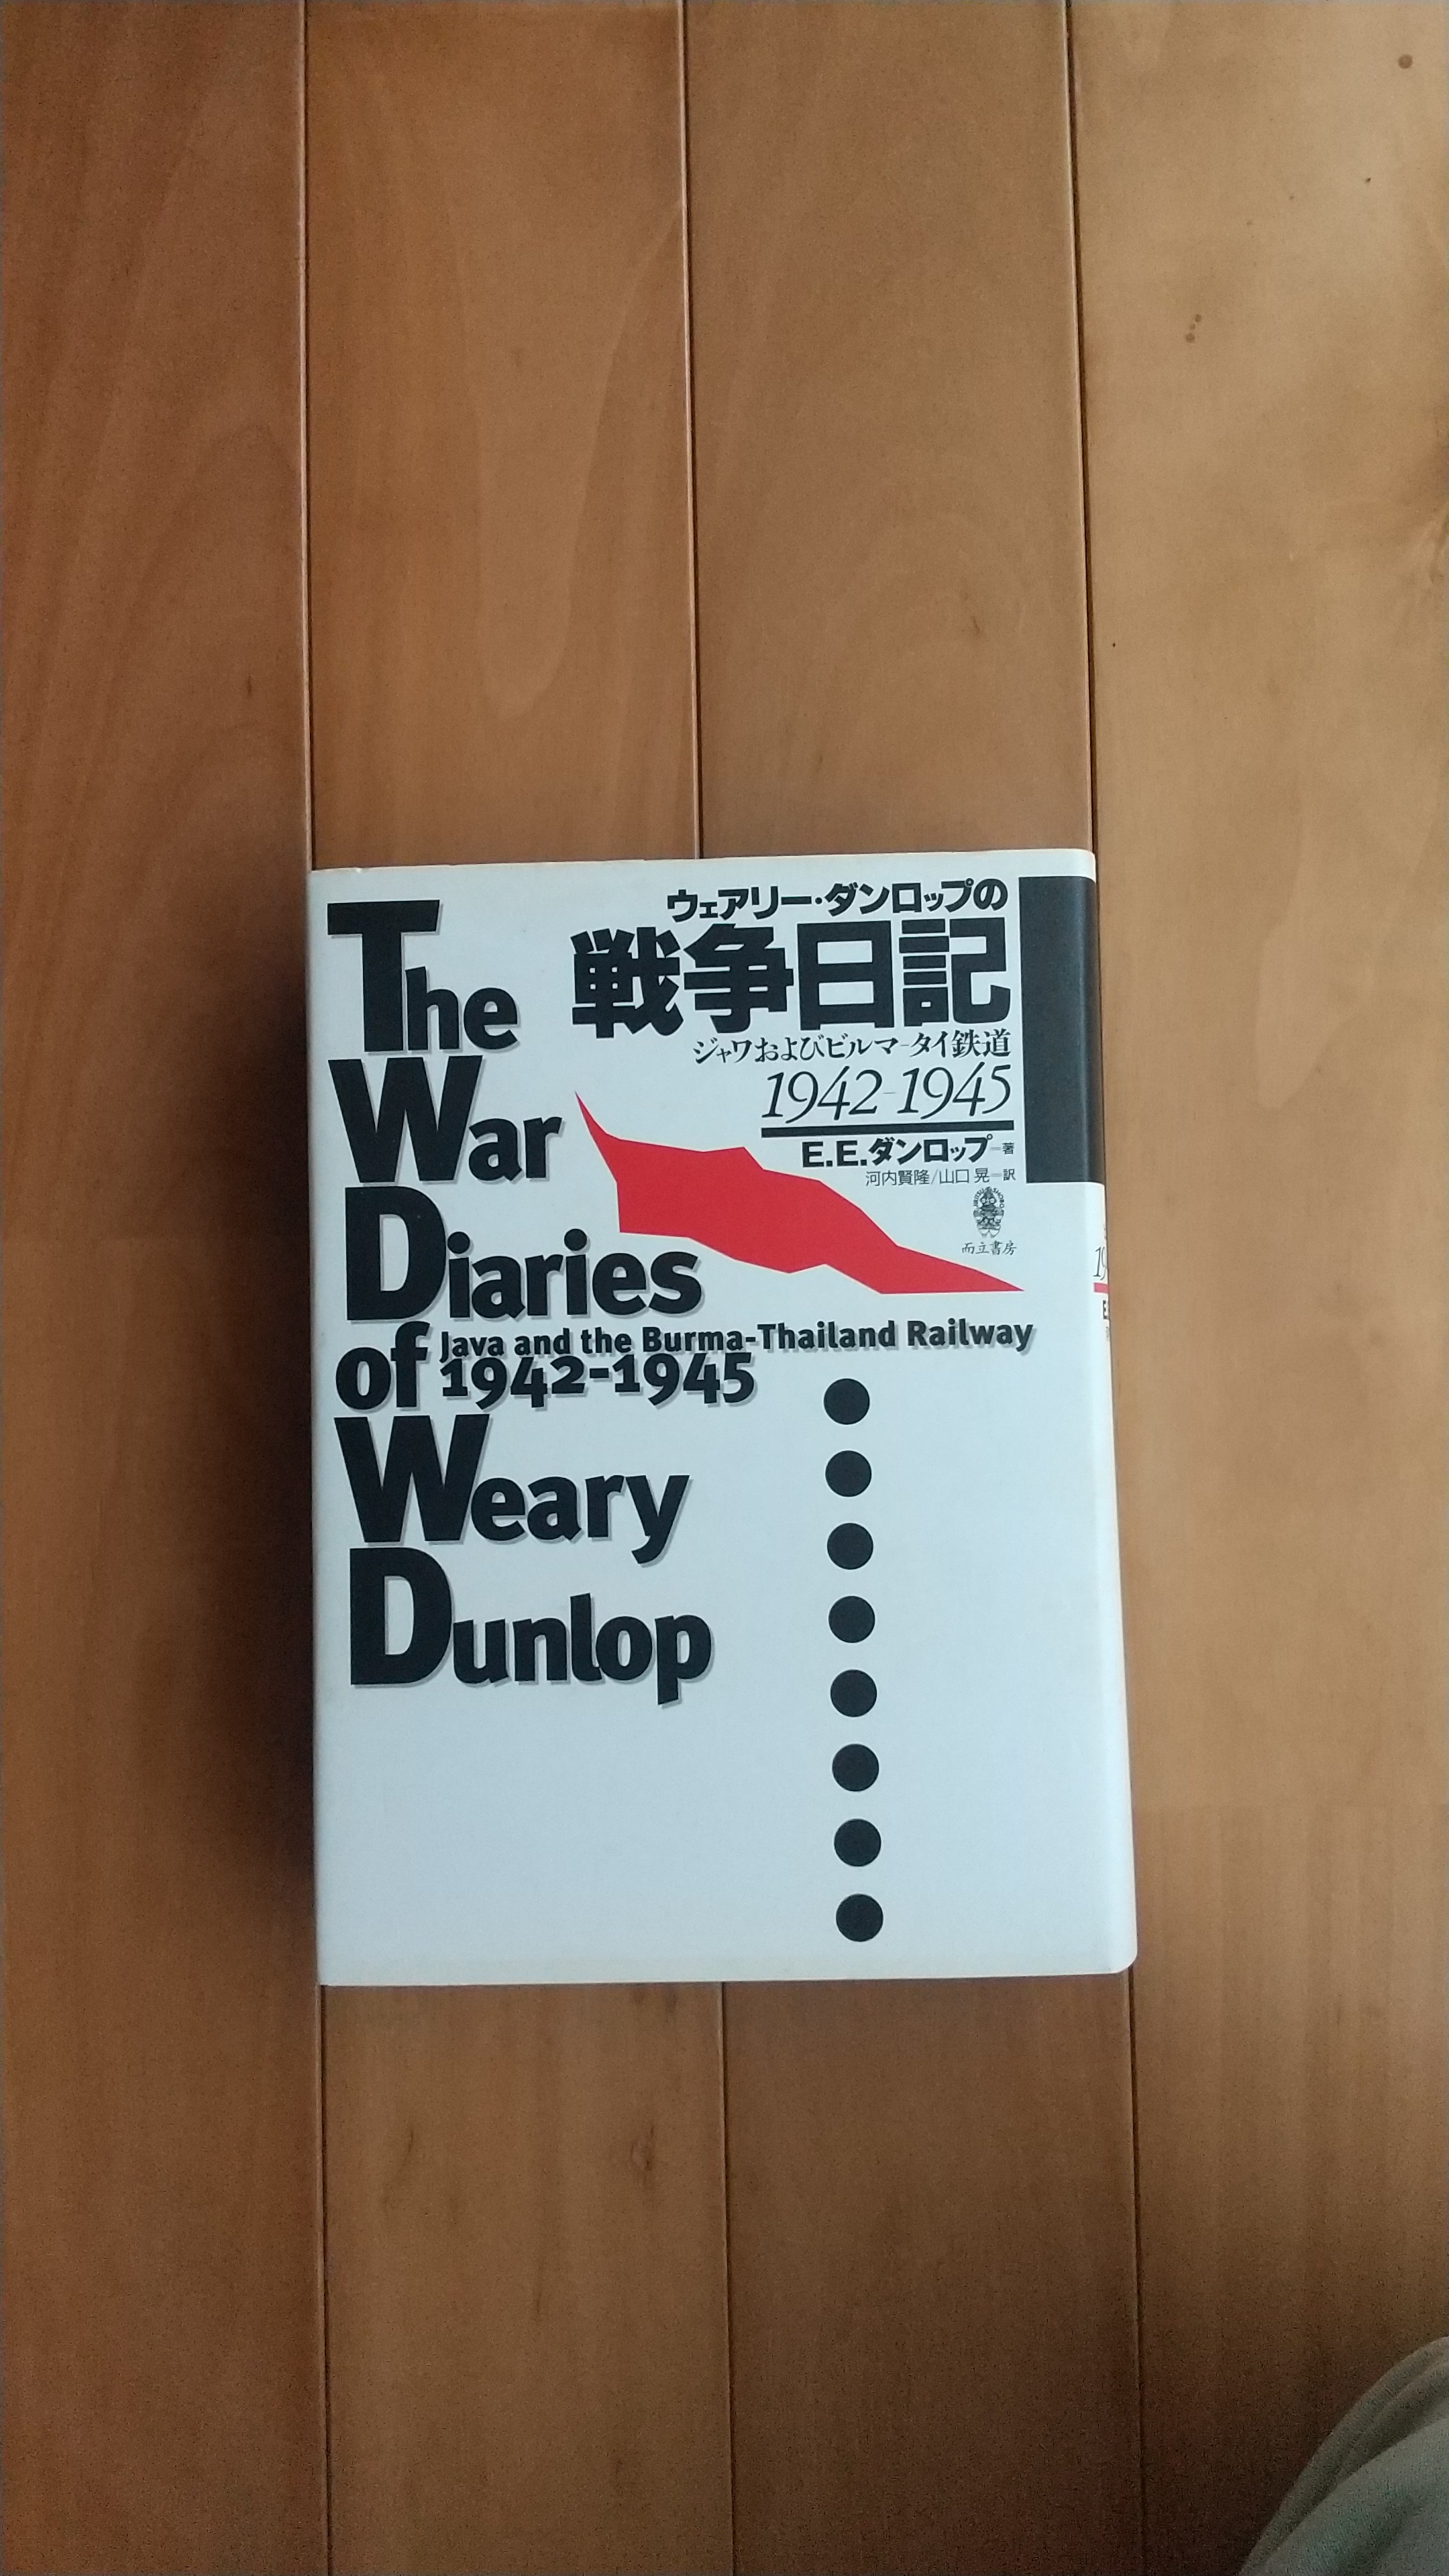 ウェアリー・ダンロップの
戦争日記
ジャワおよびビルマ-タイ鉄道
1942-1945
E.E.ダンロップ=著
河内賢隆/山口 晃=訳
而立書房
The
War
Diaries
of
Java and the Burma-Thailand Railway
1942-1945
Weary
Dunlop